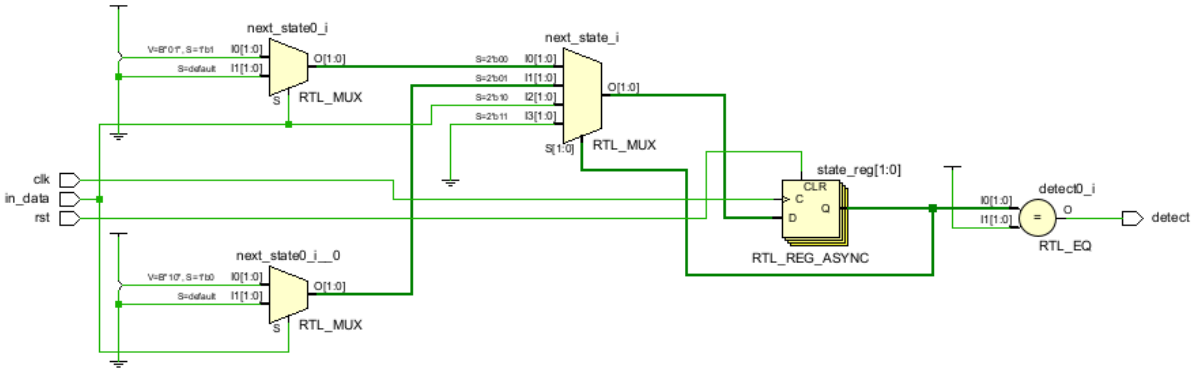 next_state0_i
V=B"01", S=1'b1
I0[1:0]
S=default
I1[1:0]
O[1:0]
S
RTL_MUX
next_state_i
S=2'b00
I0[1:0]
S=2'b01
I1[1:0]
S=2'b10
I2[1:0]
S=2'b11
I3[1:0]
O[1:0]
S[1:0]
RTL_MUX
clk
in_data
rst
state_reg[1:0]
CLR
C
D
Q
RTL_REG_ASYNC
detect0_i
I0[1:0]
I1[1:0]
=
O
RTL_EQ
detect
next_state0_i__0
V=B"10", S=1'b0
I0[1:0]
S=default
I1[1:0]
O[1:0]
S
RTL_MUX